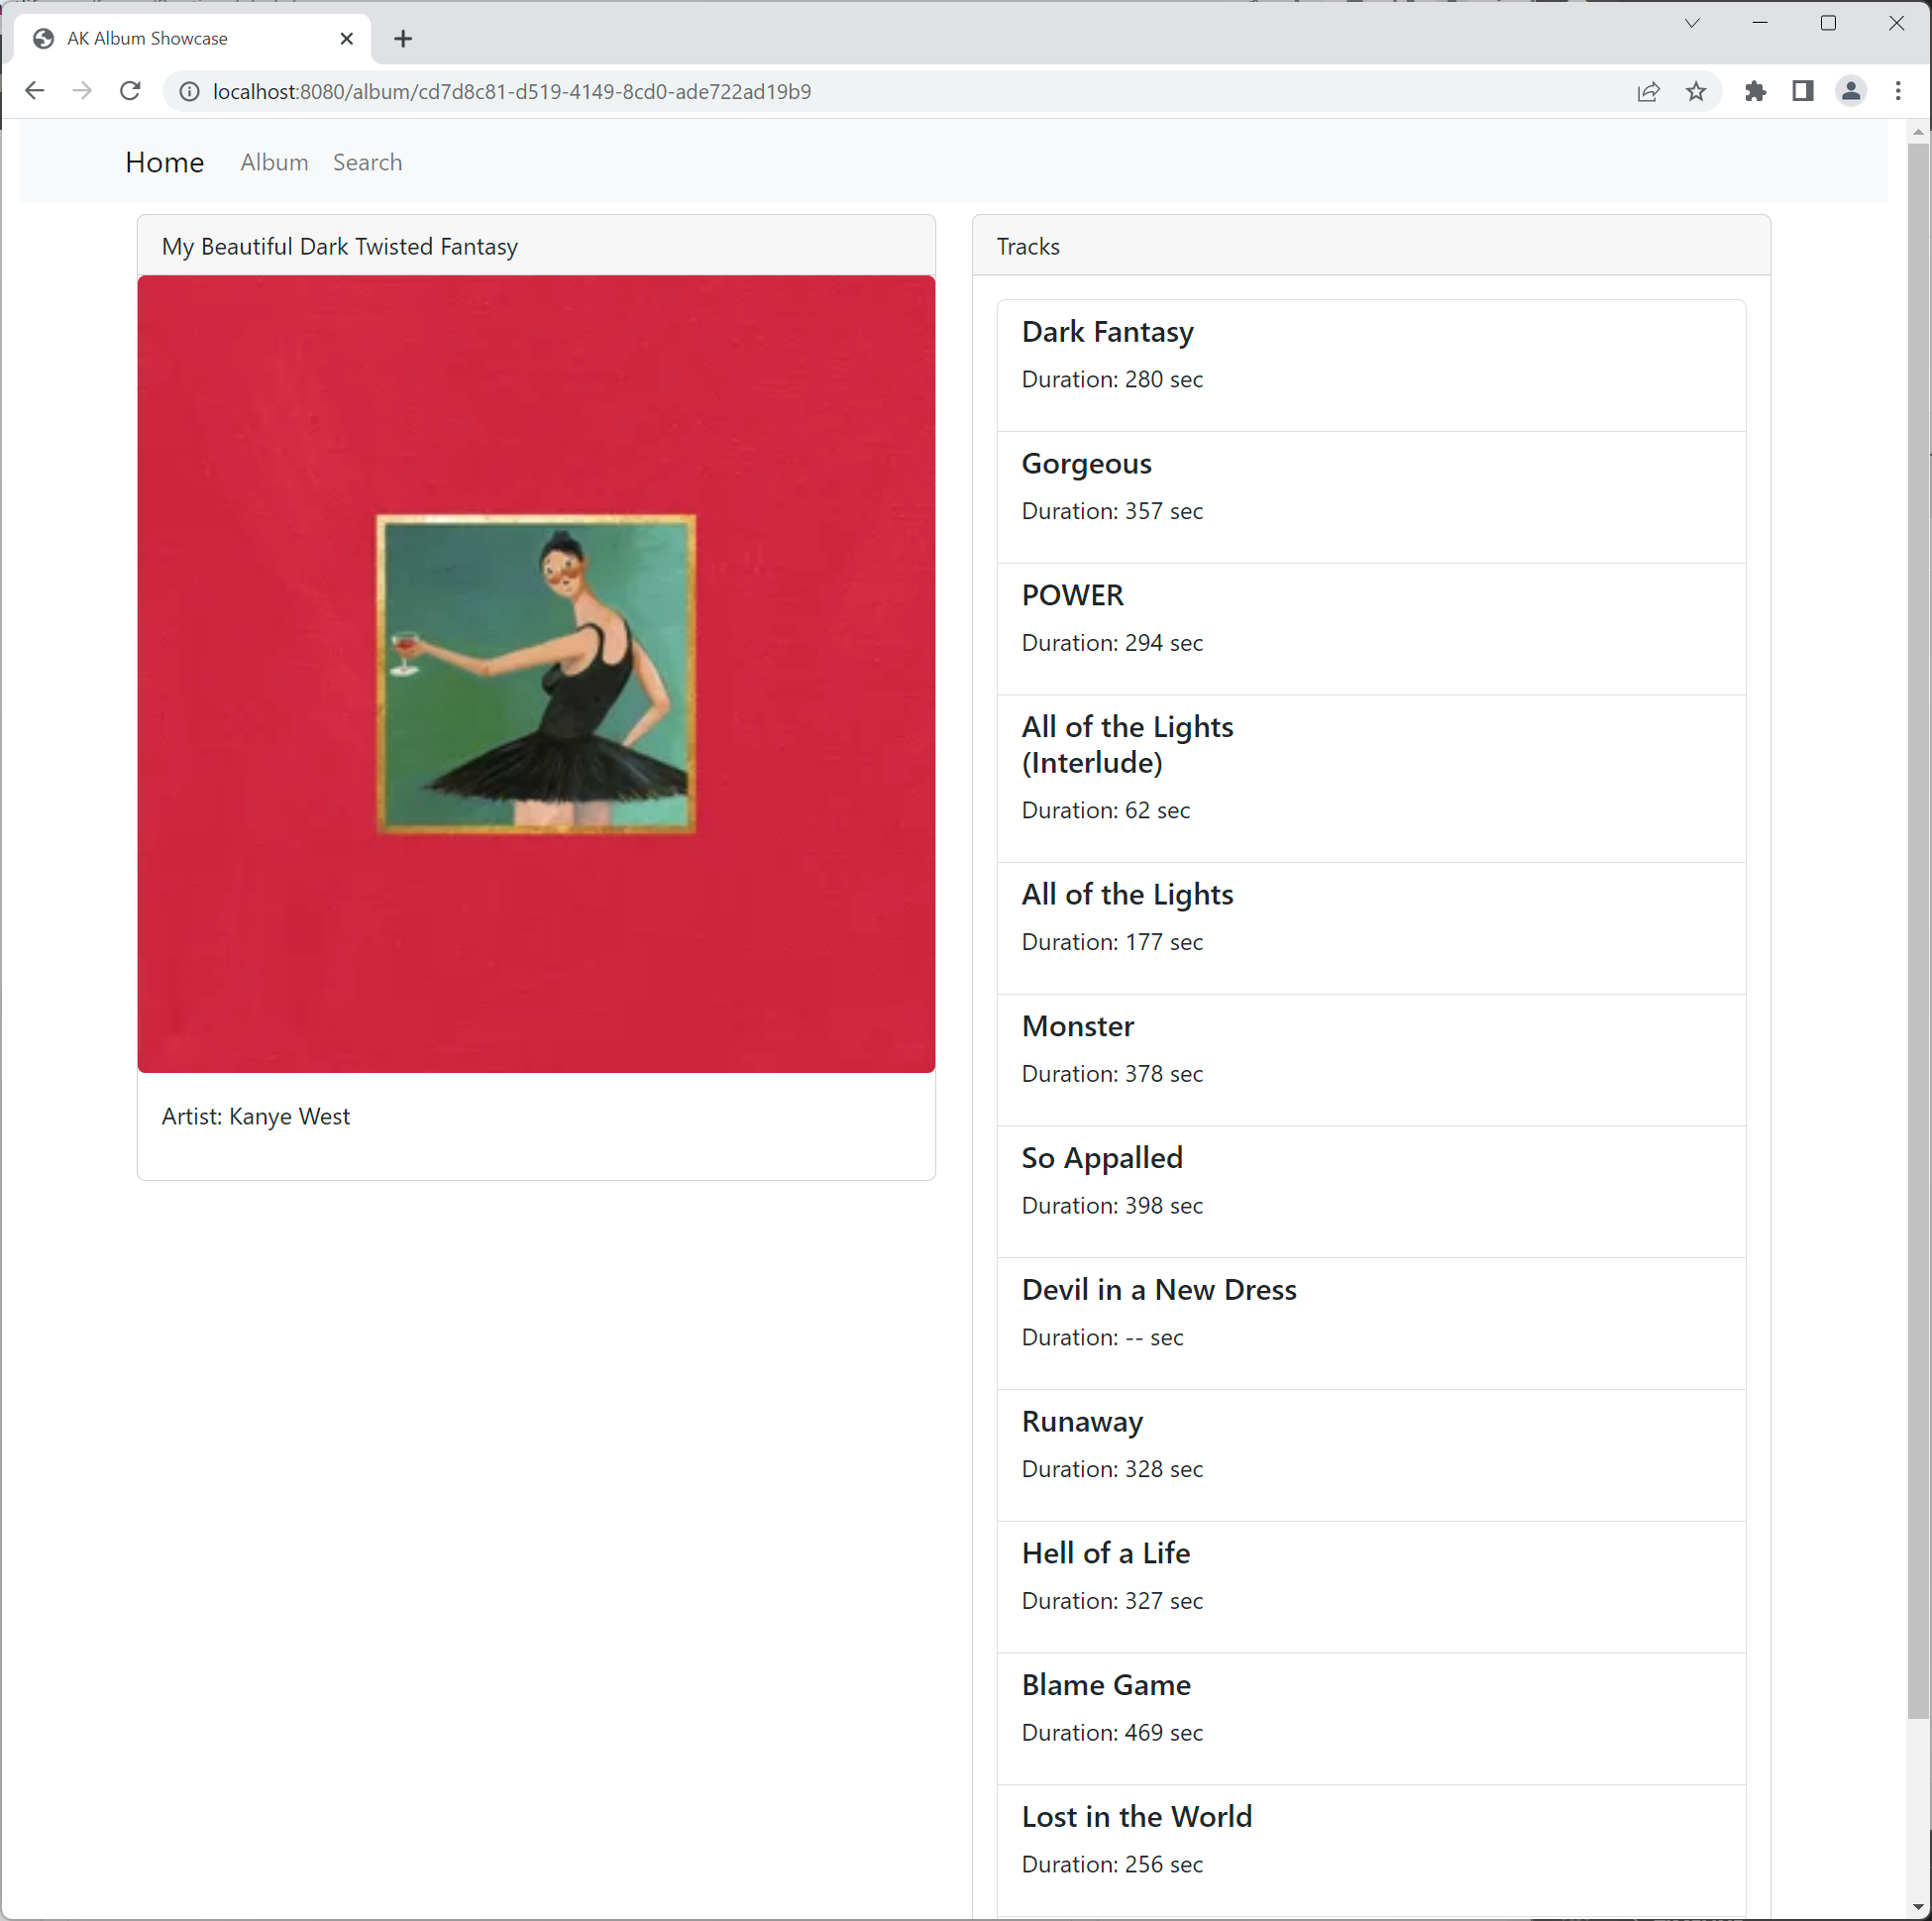 AK Album Showcase
localhost:8080/album/cd7d8c81-d519-4149-8cd0-ade722ad19b9
Home Album Search
My Beautiful Dark Twisted Fantasy
Artist: Kanye West
Tracks
Dark Fantasy
Duration: 280 sec
Gorgeous
Duration: 357 sec
POWER
Duration: 294 sec
All of the Lights
(Interlude)
Duration: 62 sec
All of the Lights
Duration: 177 sec
Monster
Duration: 378 sec
So Appalled
Duration: 398 sec
Devil in a New Dress
Duration: -- sec
Runaway
Duration: 328 sec
Hell of a Life
Duration: 327 sec
Blame Game
Duration: 469 sec
Lost in the World
Duration: 256 sec